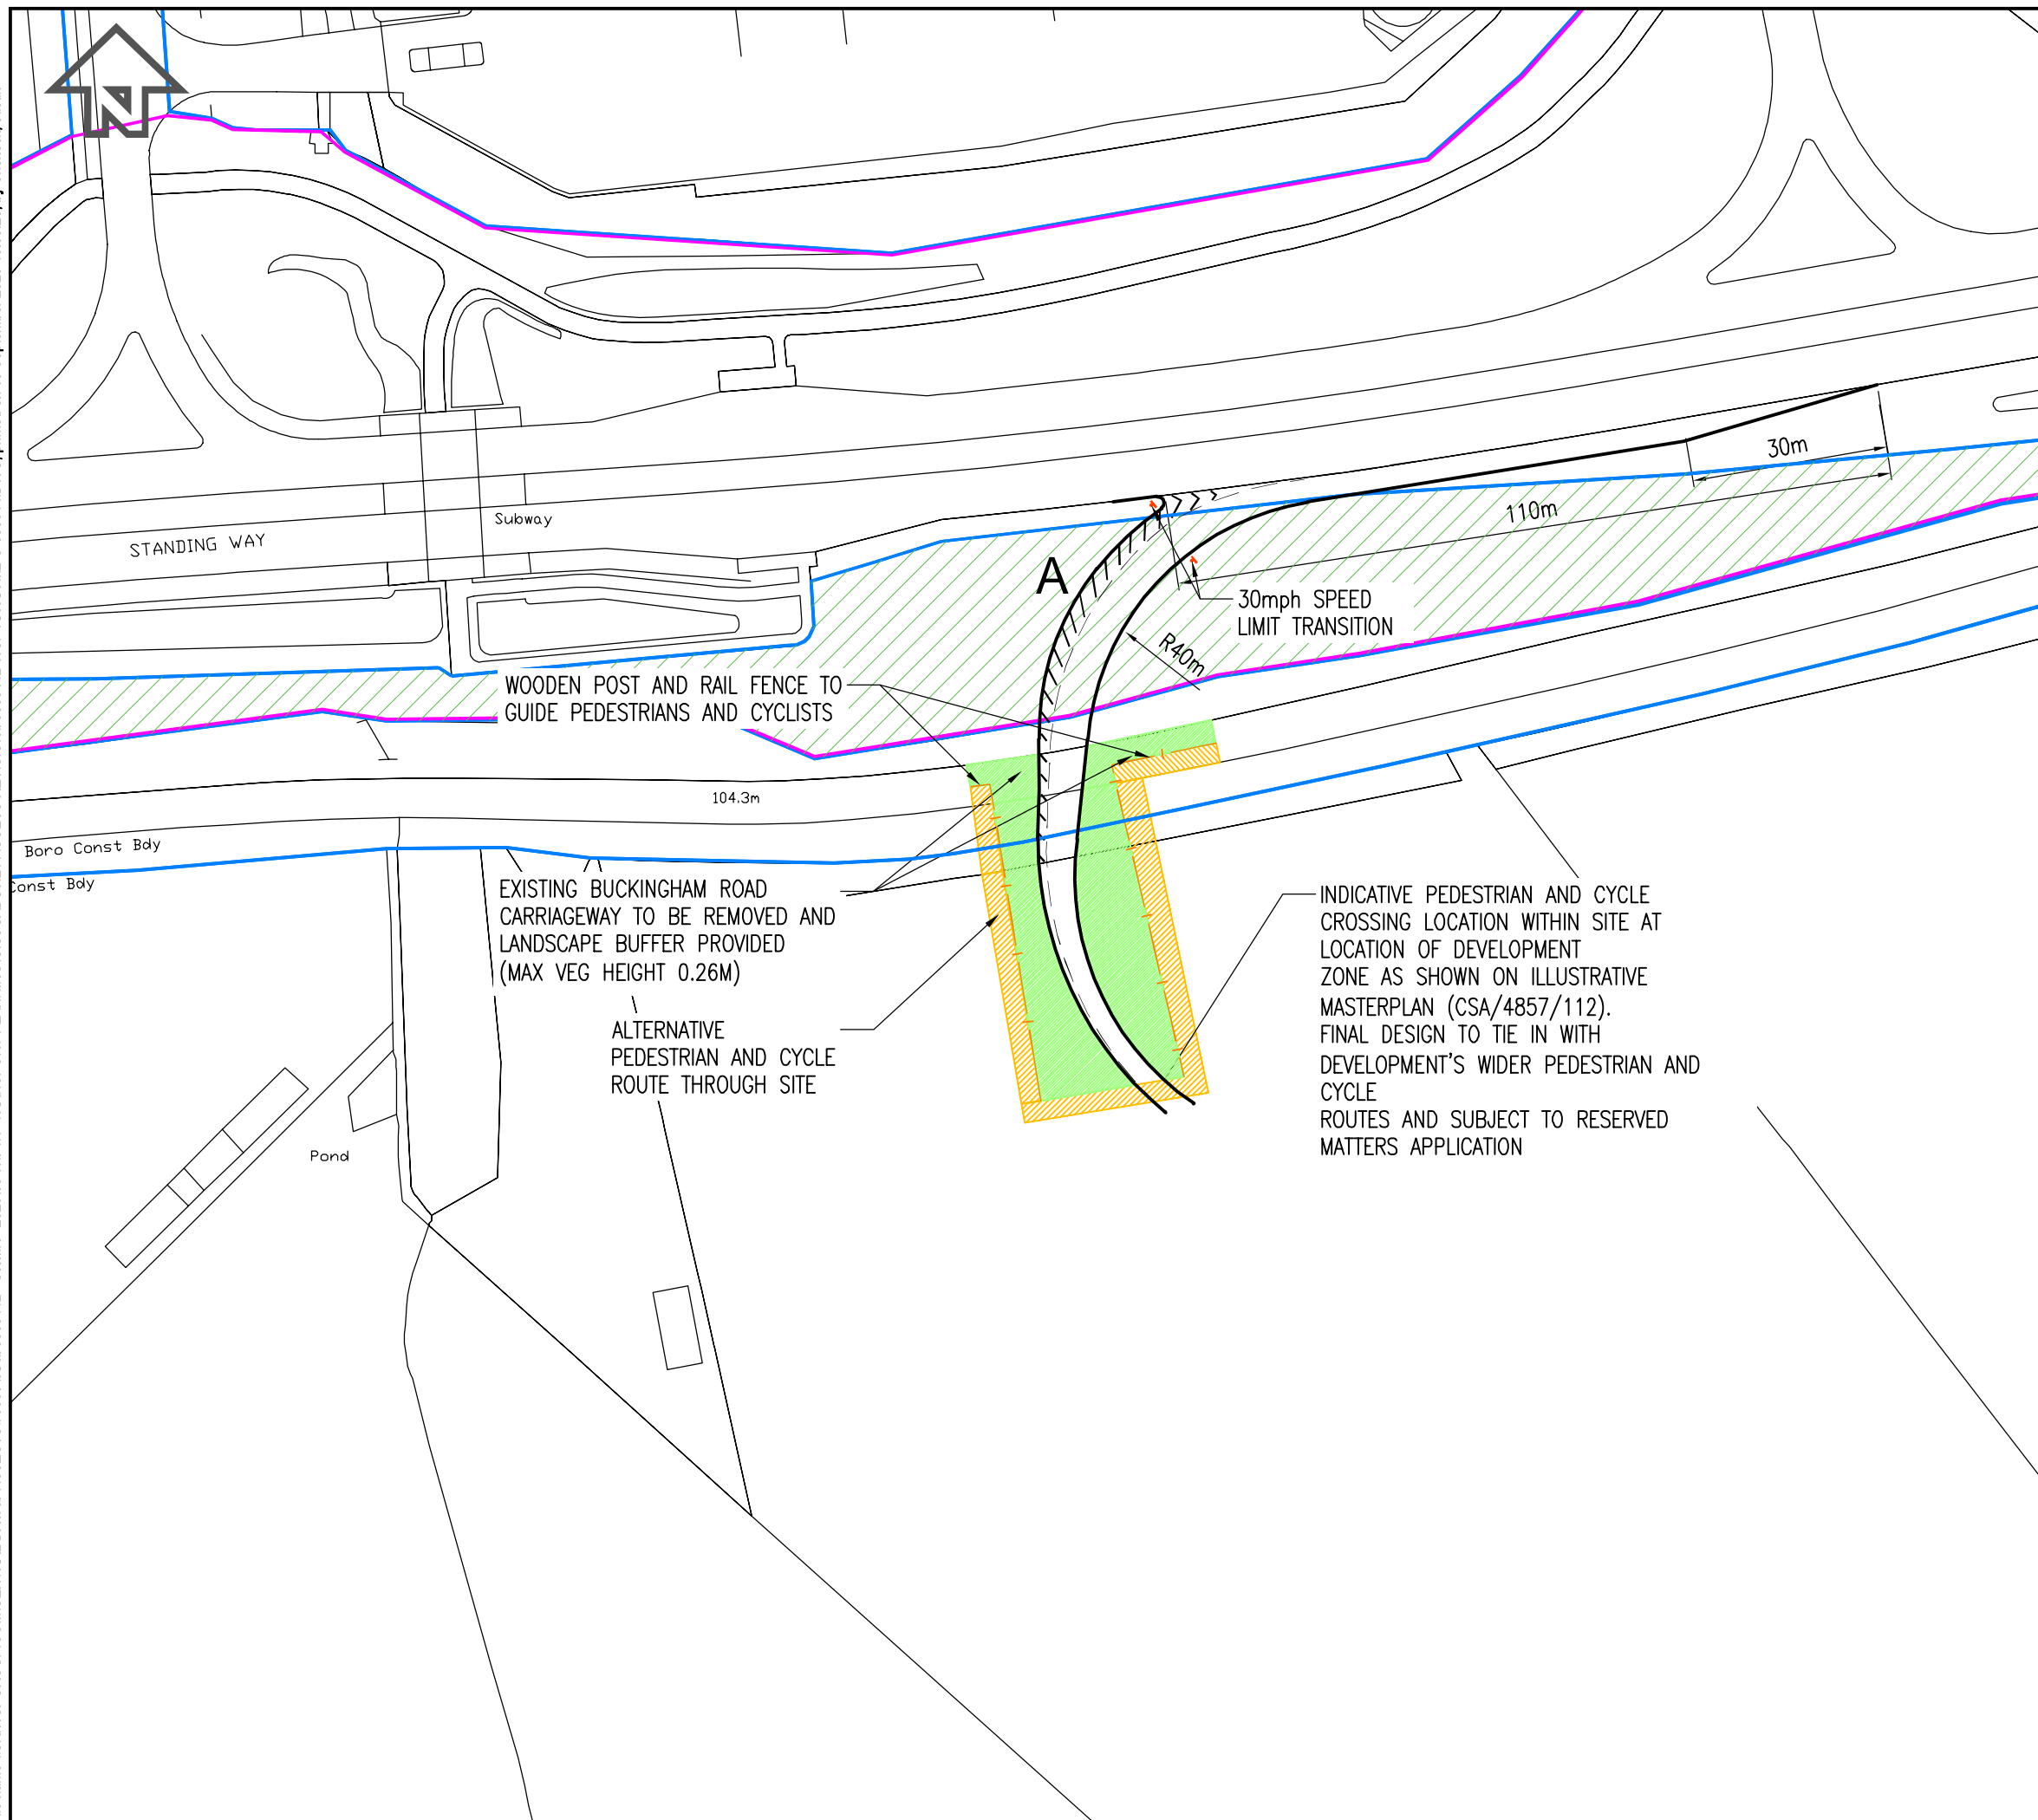 N
30m
110m
Subway
STANDING WAY
A
30mph SPEED
LIMIT TRANSITION
R40m
WOODEN POST AND RAIL FENCE TO
GUIDE PEDESTRIANS AND CYCLISTS
104.3m
Boro Const Bdy
Const Bdy
EXISTING BUCKINGHAM ROAD
CARRIAGEWAY TO BE REMOVED AND
LANDSCAPE BUFFER PROVIDED
(MAX VEG HEIGHT 0.26M)
INDICATIVE PEDESTRIAN AND CYCLE
CROSSING LOCATION WITHIN SITE AT
LOCATION OF DEVELOPMENT
ZONE AS SHOWN ON ILLUSTRATIVE
MASTERPLAN (CSA/4857/112).
FINAL DESIGN TO TIE IN WITH
DEVELOPMENT'S WIDER PEDESTRIAN AND
CYCLE
ROUTES AND SUBJECT TO RESERVED
MATTERS APPLICATION
ALTERNATIVE
PEDESTRIAN AND CYCLE
ROUTE THROUGH SITE
Pond